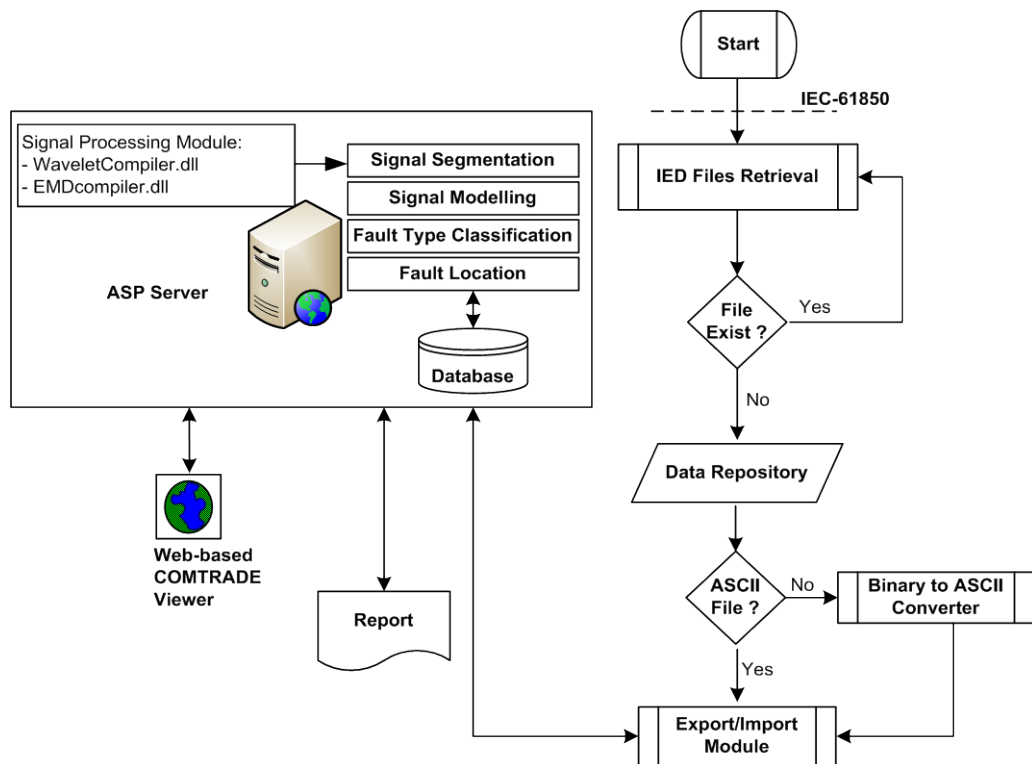 Start
IEC-61850
Signal Processing Module:
- WaveletCompiler.dll
- EMDcompiler.dll
Signal Segmentation
Signal Modelling
Fault Type Classification
Fault Location
ASP Server
Database
IED Files Retrieval
File
Exist ?
Yes
No
Data Repository
ASCII
File ?
No
Binary to ASCII
Converter
Yes
Export/Import
Module
Web-based
COMTRADE
Viewer
Report